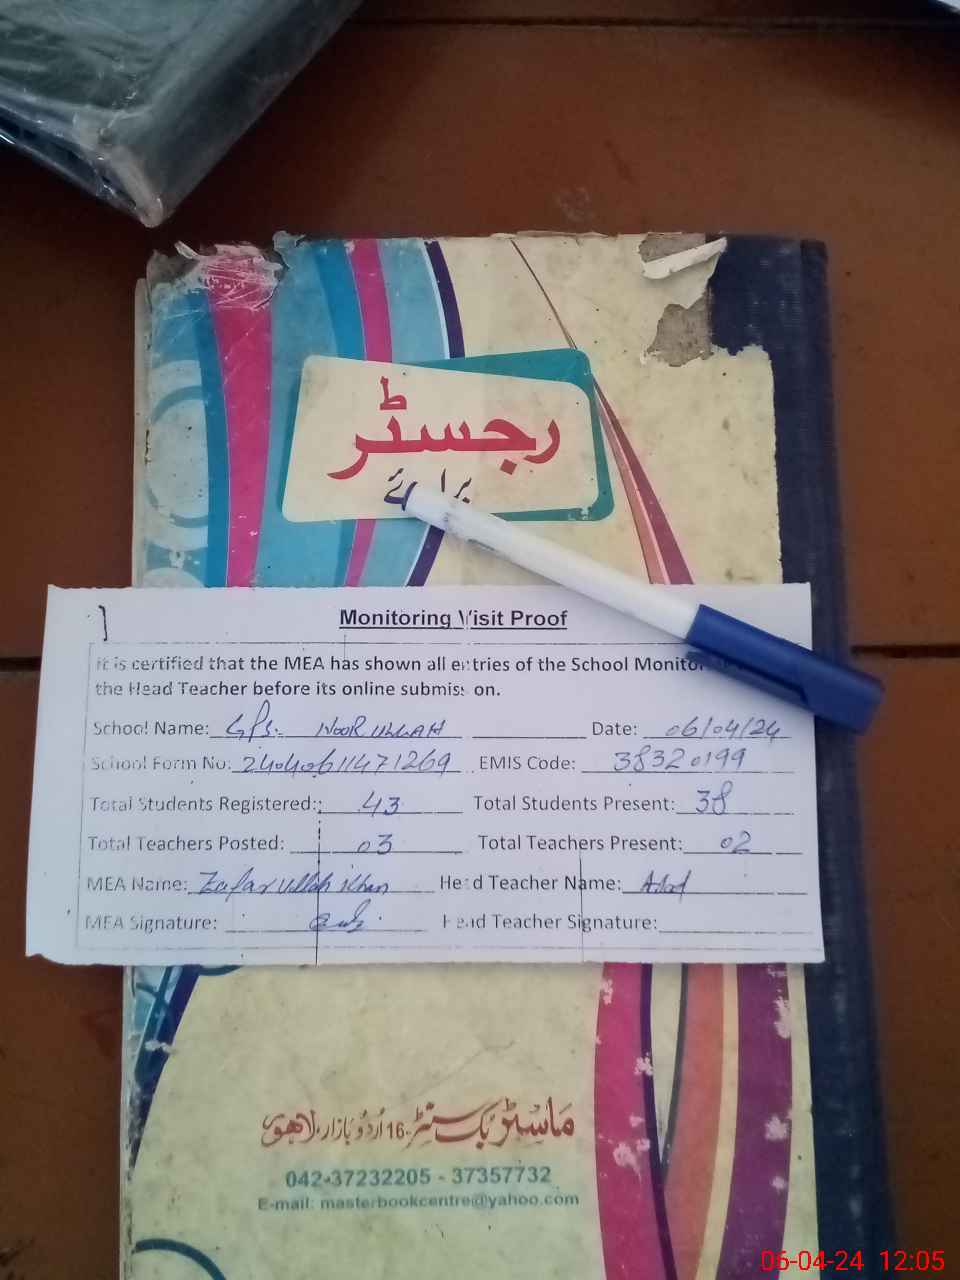 رجسٹر
برائے
Monitoring Visit Proof
it is certified that the MEA has shown all entries of the School Monito
the Head Teacher before its online submission.
School Name: GPS. NOOR ULLAH Date: 06/04/24
School Form No: 24040611471269 EMIS Code: 38320199
Total Students Registered: 43 Total Students Present: 38
Total Teachers Posted: 03 Total Teachers Present: 02
MEA Name: Zafar Ullah Khan Head Teacher Name:
MEA Signature: Head Teacher Signature:
ماسٹر بک سنٹر 16-اُردو بازار، لاہور
042-37232205 - 37357732
E-mail: masterbookcentre@yahoo.com
06-04-24 12:05